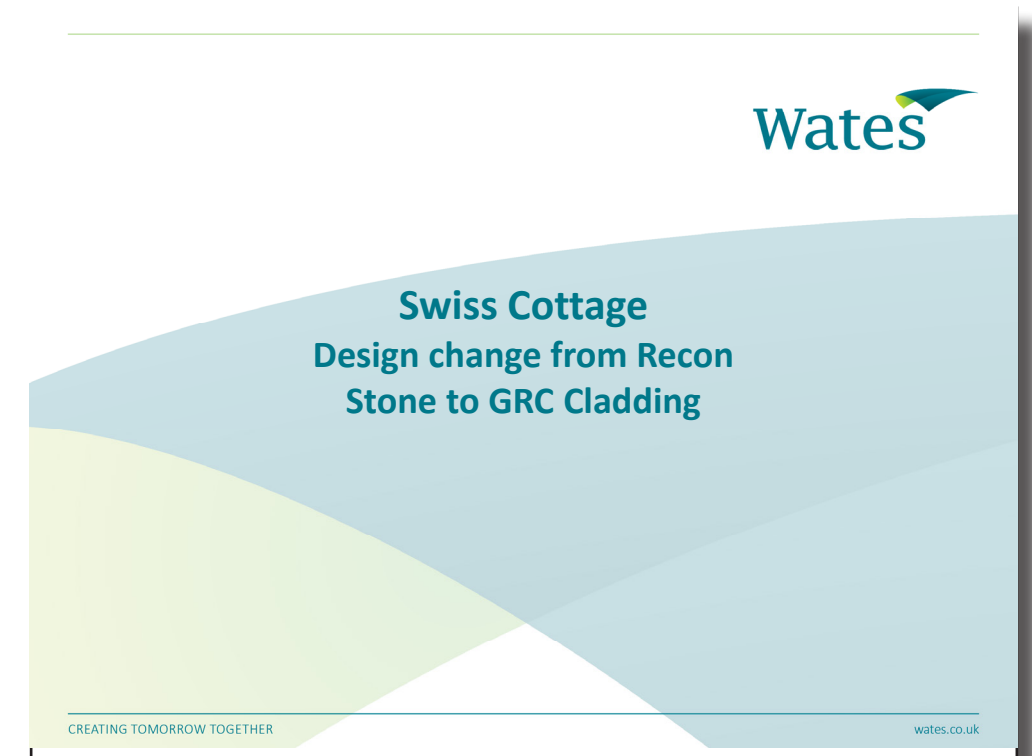 Wates
Swiss Cottage
Design change from Recon
Stone to GRC Cladding
CREATING TOMORROW TOGETHER
wates.co.uk